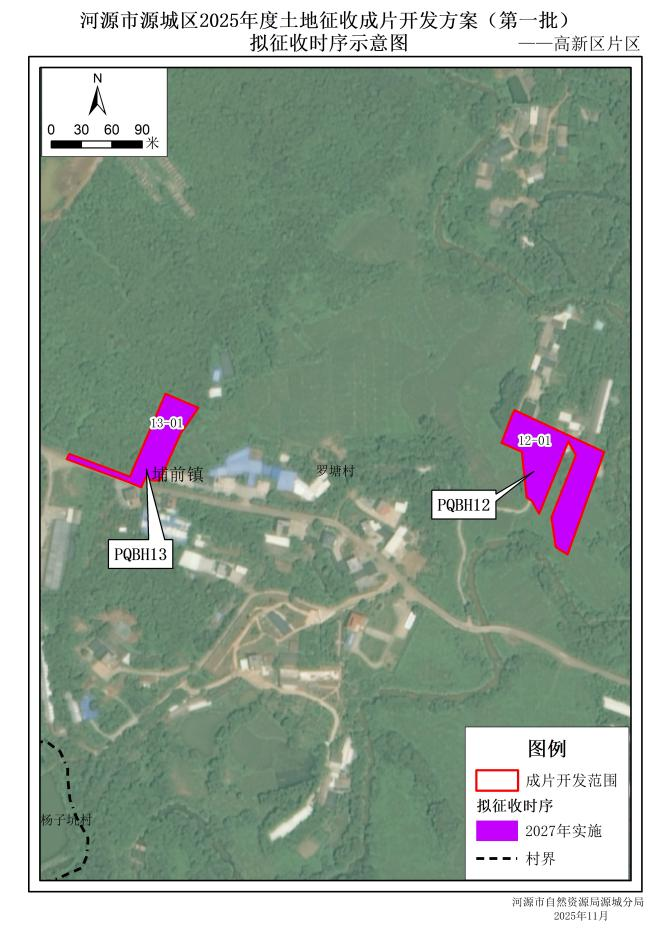 河源市源城区2025年度土地征收成片开发方案（第一批）
拟征收时序示意图
——高新区片区
N
0 30 60 90
米
13-01
12-01
埔前镇
罗塘村
PQBH12
PQBH13
杨子坑村
图例
成片开发范围
拟征收时序
2027年实施
村界
河源市自然资源局源城分局
2025年11月